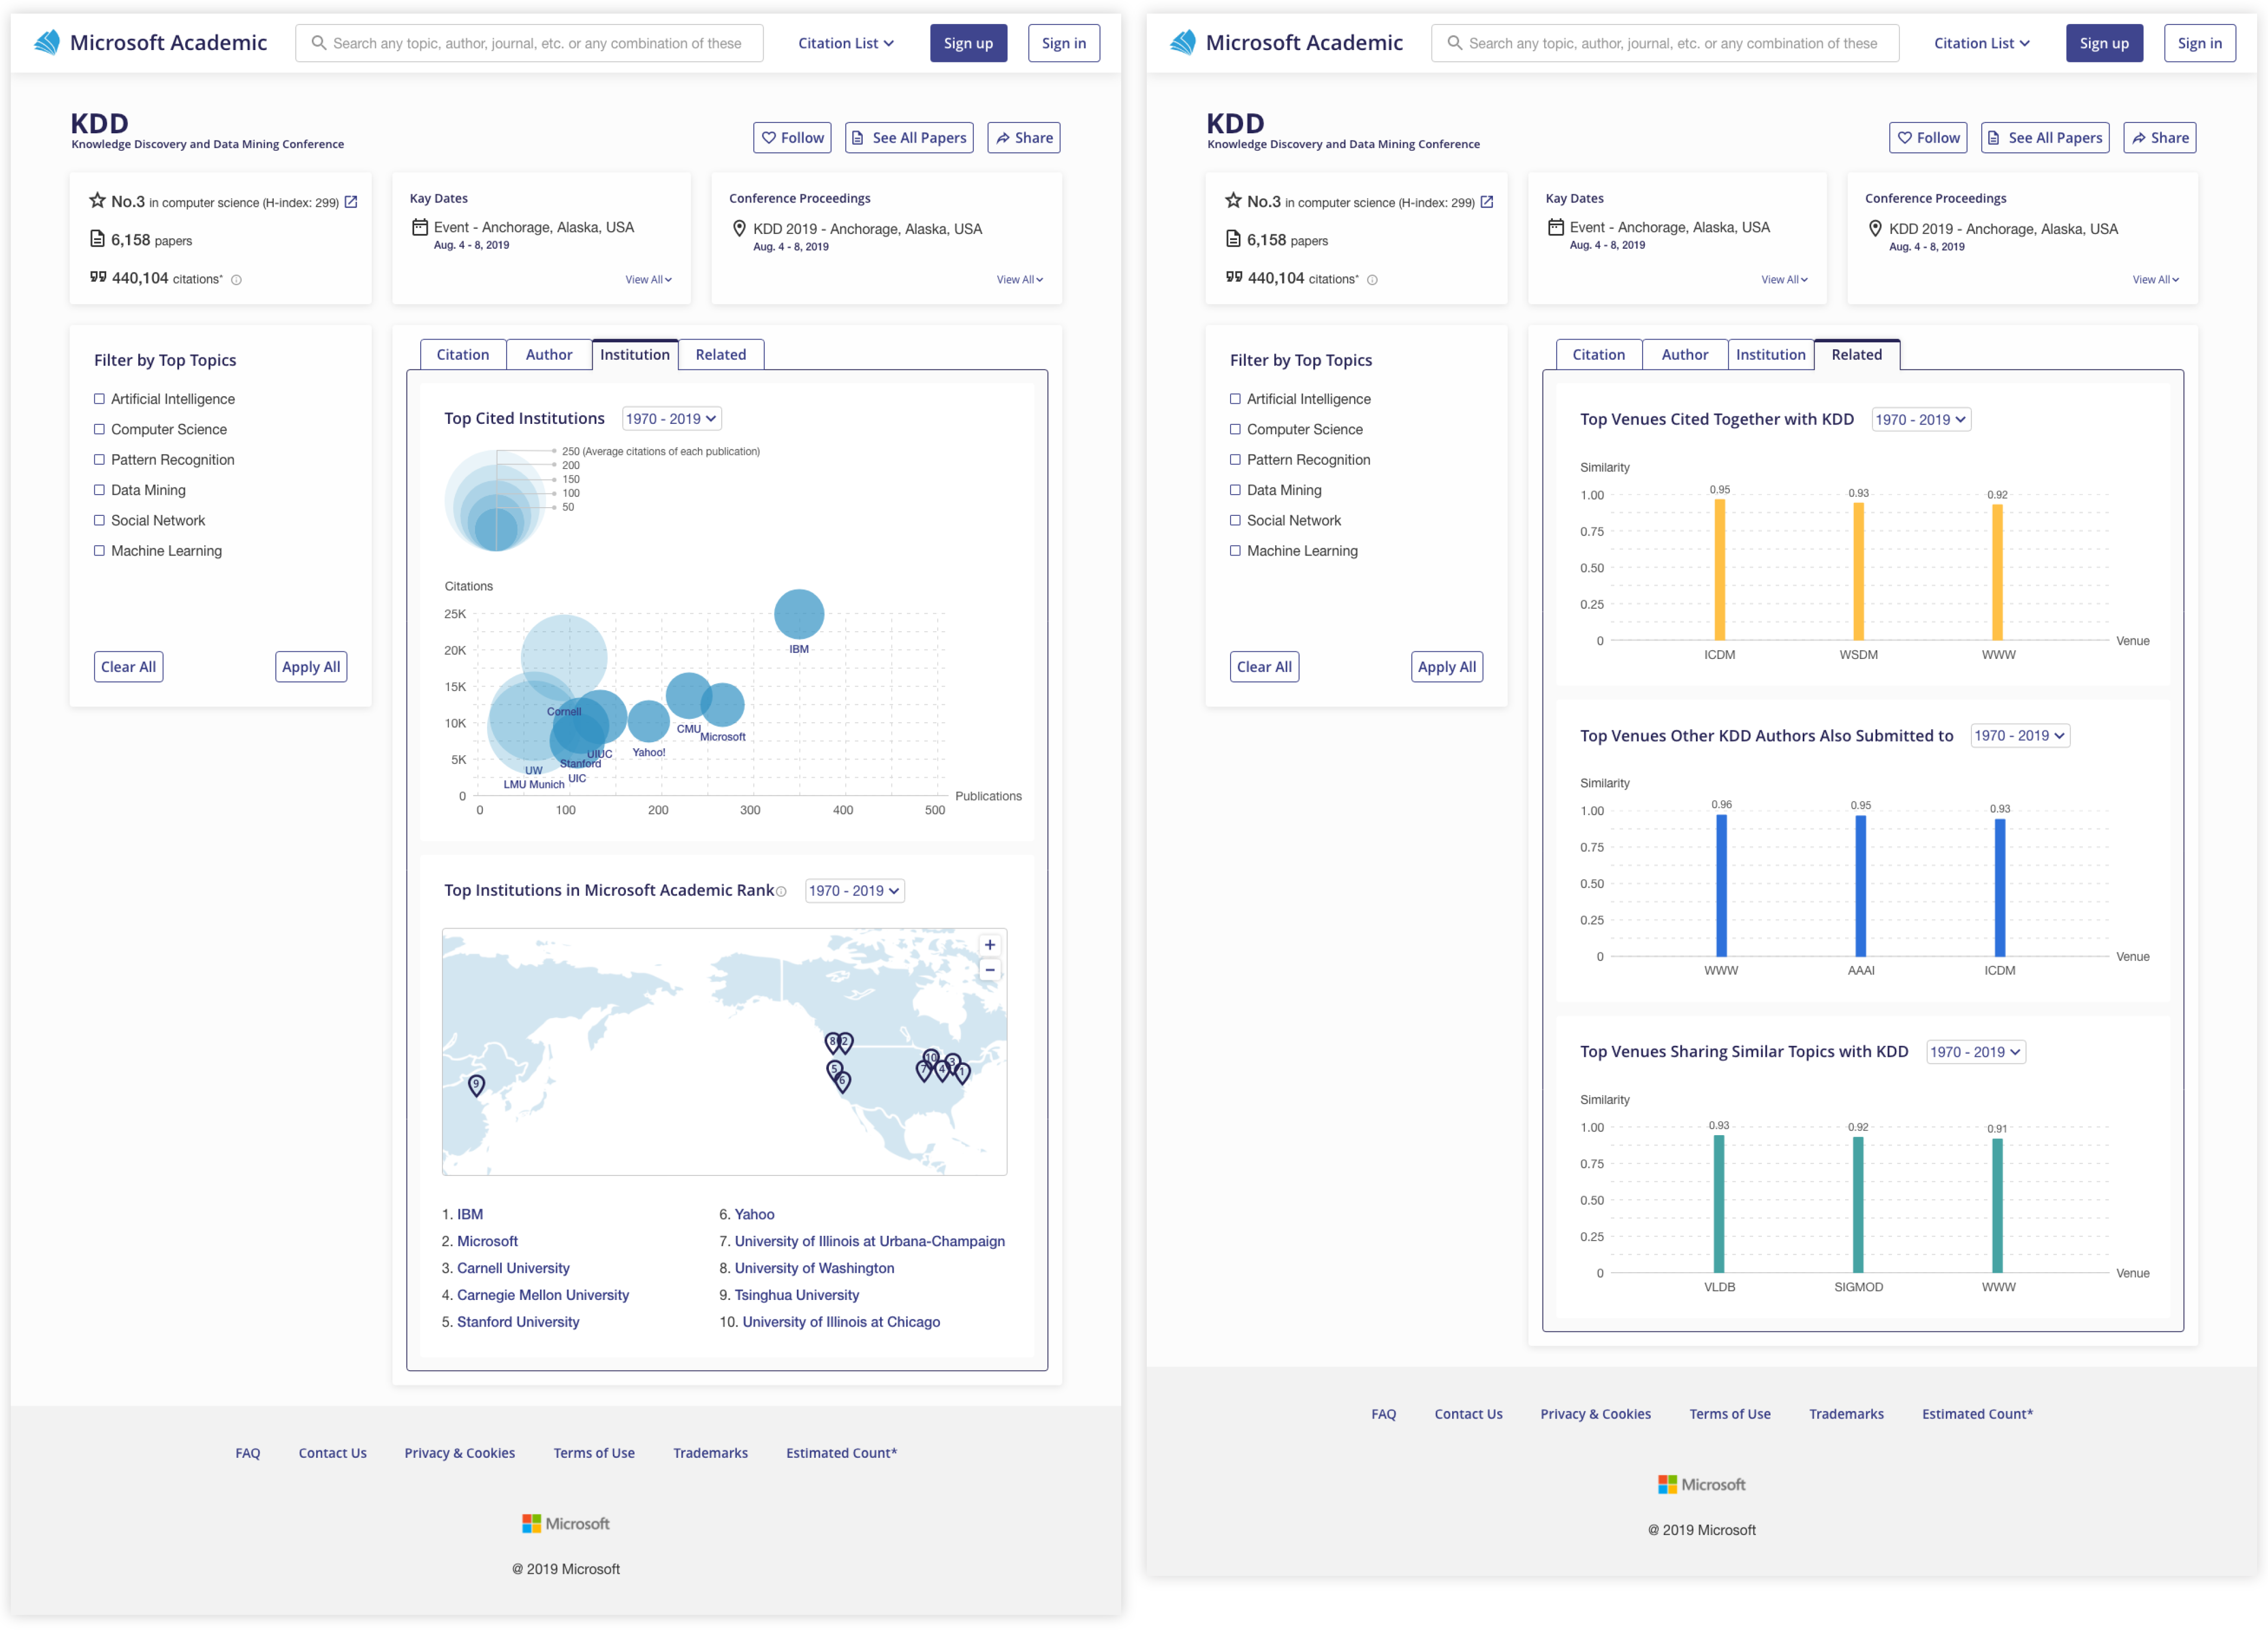 Microsoft Academic
Search any topic, author, journal, etc. or any combination of these
Citation List
Sign up
Sign in
KDD
Knowledge Discovery and Data Mining Conference
Follow
See All Papers
Share
No.3 in computer science (H-index: 299)
6,158 papers
440,104 citations*
Kay Dates
Event - Anchorage, Alaska, USA
Aug. 4 - 8, 2019
View All
Conference Proceedings
KDD 2019 - Anchorage, Alaska, USA
Aug. 4 - 8, 2019
View All
Filter by Top Topics
Artificial Intelligence
Computer Science
Pattern Recognition
Data Mining
Social Network
Machine Learning
Clear All
Apply All
Citation
Author
Institution
Related
Top Cited Institutions
1970 - 2019
250 (Average citations of each publication)
200
150
100
50
Citations
25K
20K
15K
10K
5K
0
IBM
Cornell
CMU
Microsoft
UIUC
Yahoo!
Stanford
UW
UIC
LMU Munich
Publications
0 100 200 300 400 500
Top Institutions in Microsoft Academic Rank
1970 - 2019
+
−
8 2
10 3
5 7 4 1
6
9
1. IBM
2. Microsoft
3. Carnell University
4. Carnegie Mellon University
5. Stanford University
6. Yahoo
7. University of Illinois at Urbana-Champaign
8. University of Washington
9. Tsinghua University
10. University of Illinois at Chicago
FAQ
Contact Us
Privacy & Cookies
Terms of Use
Trademarks
Estimated Count*
Microsoft
@ 2019 Microsoft
Microsoft Academic
Search any topic, author, journal, etc. or any combination of these
Citation List
Sign up
Sign in
KDD
Knowledge Discovery and Data Mining Conference
Follow
See All Papers
Share
No.3 in computer science (H-index: 299)
6,158 papers
440,104 citations*
Kay Dates
Event - Anchorage, Alaska, USA
Aug. 4 - 8, 2019
View All
Conference Proceedings
KDD 2019 - Anchorage, Alaska, USA
Aug. 4 - 8, 2019
View All
Filter by Top Topics
Artificial Intelligence
Computer Science
Pattern Recognition
Data Mining
Social Network
Machine Learning
Clear All
Apply All
Citation
Author
Institution
Related
Top Venues Cited Together with KDD
1970 - 2019
Similarity
1.00
0.75
0.50
0.25
0
0.95
0.93
0.92
Venue
ICDM
WSDM
WWW
Top Venues Other KDD Authors Also Submitted to
1970 - 2019
Similarity
1.00
0.75
0.50
0.25
0
0.96
0.95
0.93
Venue
WWW
AAAI
ICDM
Top Venues Sharing Similar Topics with KDD
1970 - 2019
Similarity
1.00
0.75
0.50
0.25
0
0.93
0.92
0.91
Venue
VLDB
SIGMOD
WWW
FAQ
Contact Us
Privacy & Cookies
Terms of Use
Trademarks
Estimated Count*
Microsoft
@ 2019 Microsoft